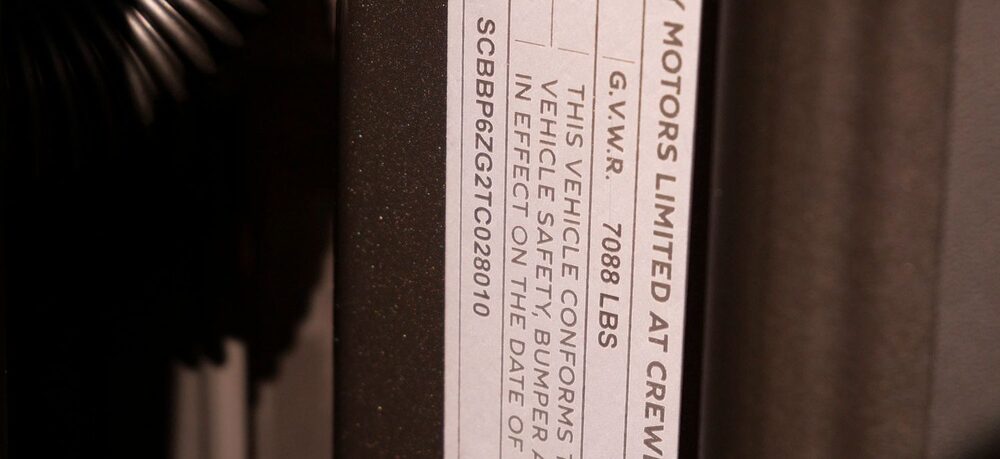 MOTORS LIMITED AT CREW
G.V.W.R. 7088 LBS
THIS VEHICLE CONFORMS
VEHICLE SAFETY, BUMPER
IN EFFECT ON THE DATE OF
SCBBP6ZG2TC028010